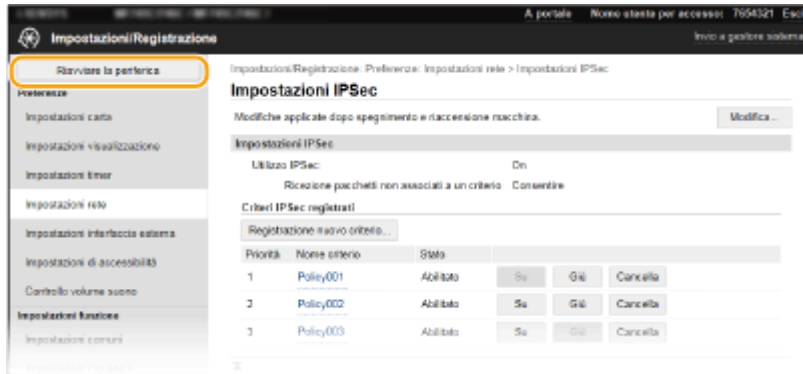 A portale Nome utente per accesso: 7654321 Esci
Impostazioni/Registrazione
Invio a gestore sistema
Riavviare la periferica
Preferenze
Impostazioni carta
Impostazioni visualizzazione
Impostazioni timer
Impostazioni rete
Impostazioni interfaccia esterna
Impostazioni di accessibilità
Controllo volume suono
Impostazioni funzione
Impostazioni comuni
Impostazioni/Registrazione: Preferenze: Impostazioni rete > Impostazioni IPSec
Impostazioni IPSec
Modifiche applicate dopo spegnimento e riaccensione macchina.
Modifica...
Impostazioni IPSec
Utilizzo IPSec: On
Ricezione pacchetti non associati a un criterio Consentire
Criteri IPSec registrati
Registrazione nuovo criterio...
Priorità Nome criterio Stato
1 Policy001 Abilitato Su Giù Cancella
2 Policy002 Abilitato Su Giù Cancella
3 Policy003 Abilitato Su Giù Cancella